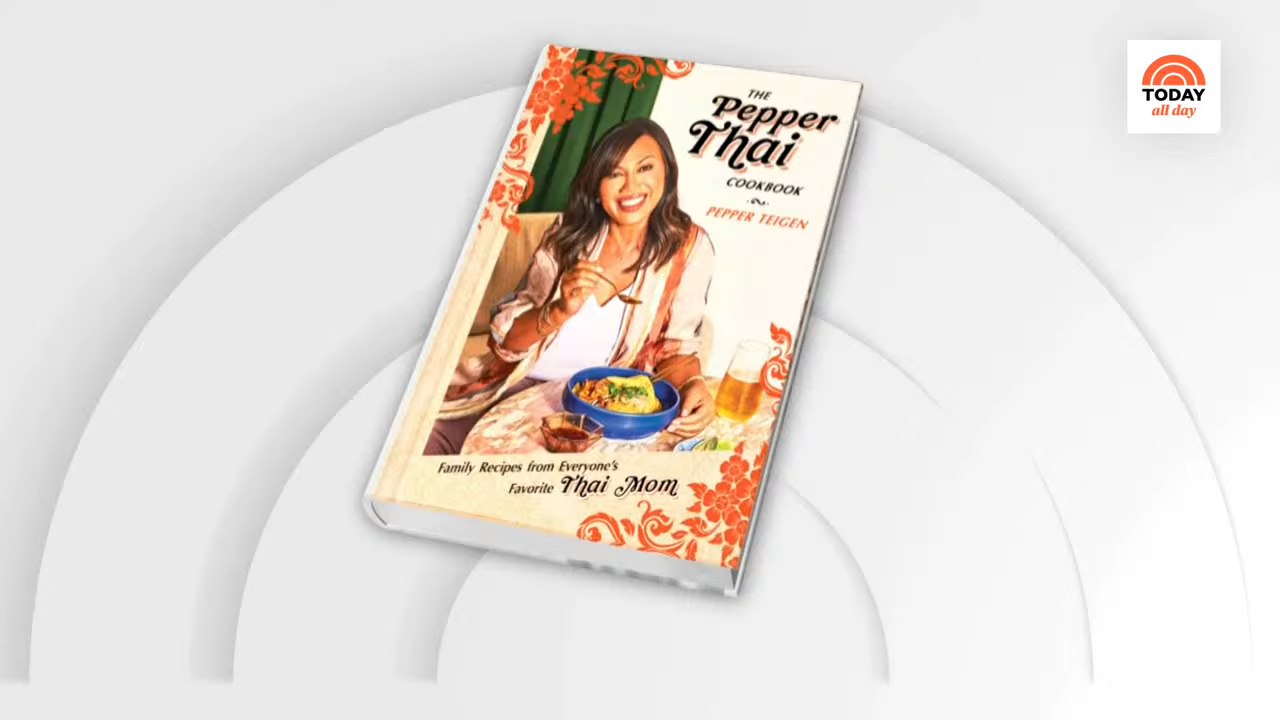 THE
Pepper
Thai
COOKBOOK
PEPPER TEIGEN
Family Recipes from Everyone's
Favorite Thai Mom
TODAY
all day